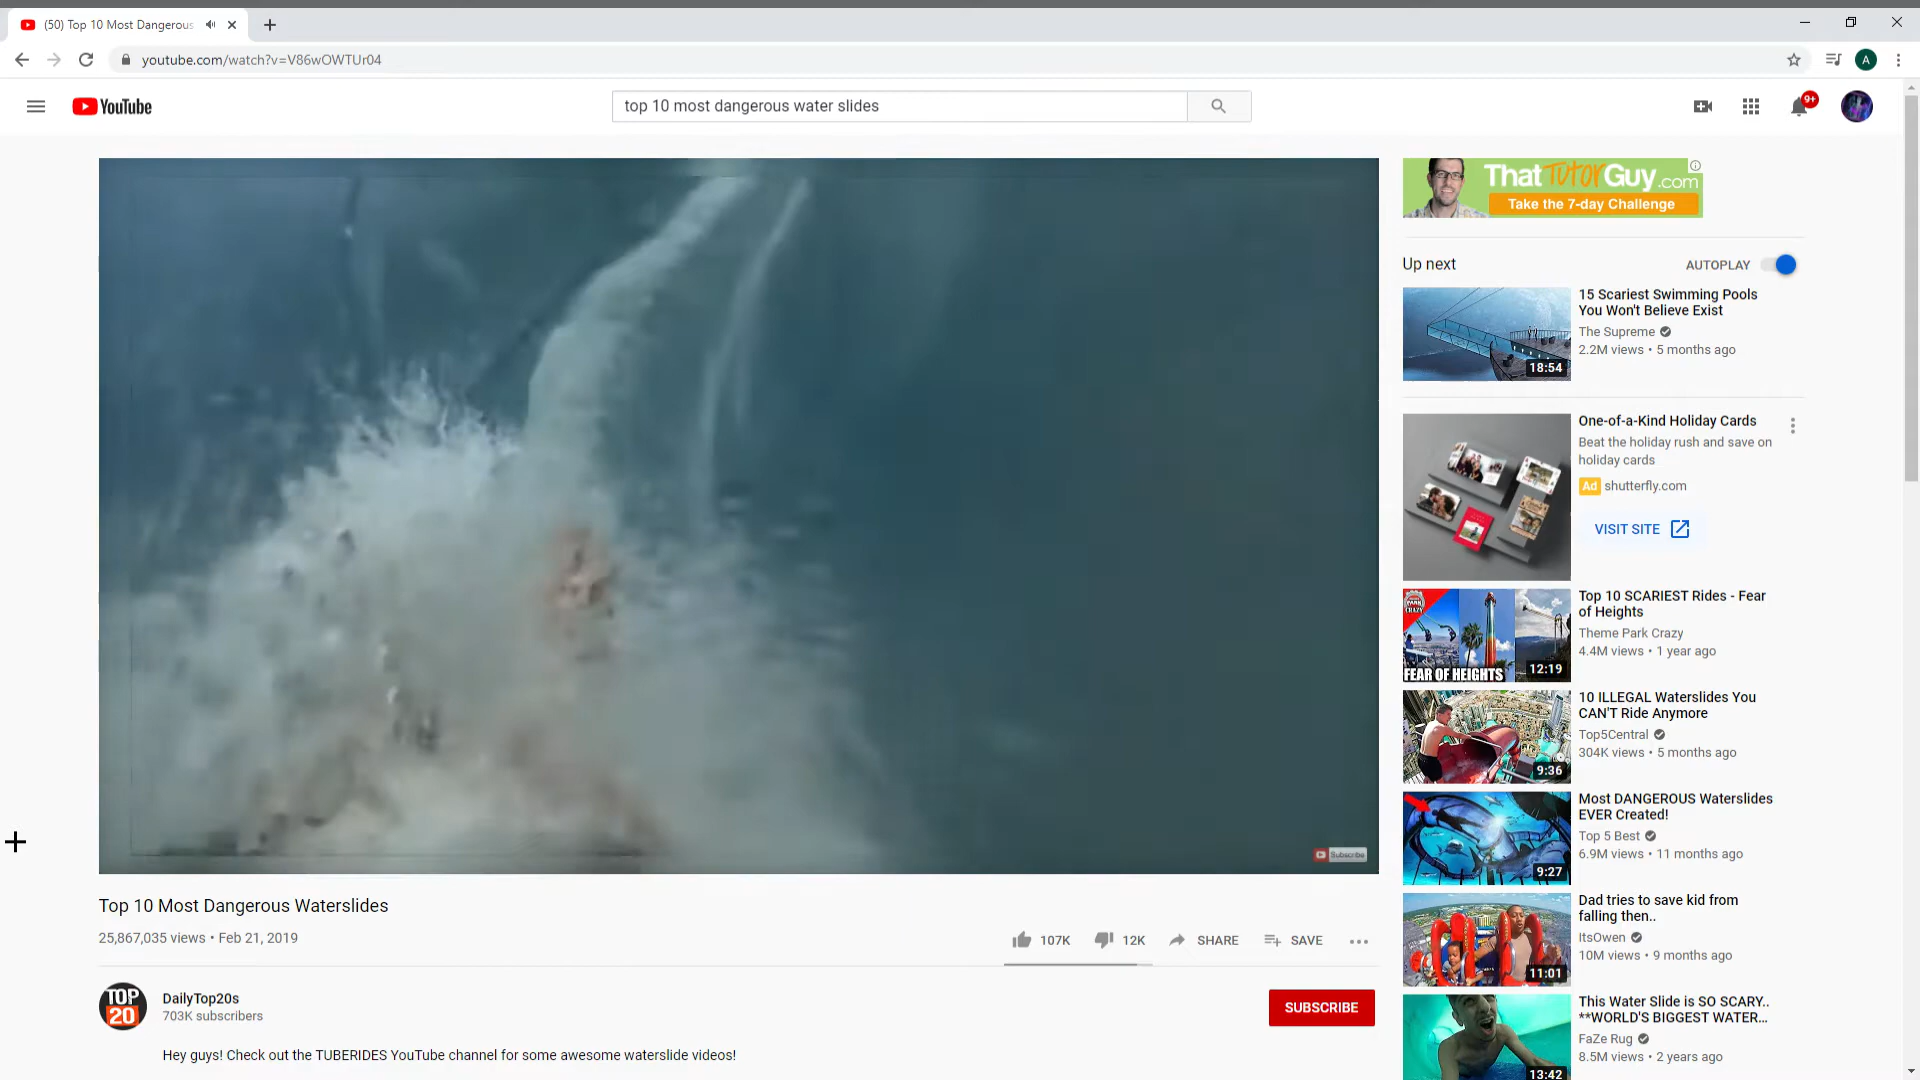 (50) Top 10 Most Dangerous
youtube.com/watch?v=V86wOWTUr04
A
YouTube
top 10 most dangerous water slides
9+
ThatTutorGuy.com
Take the 7-day Challenge
Up next
AUTOPLAY
15 Scariest Swimming Pools
You Won't Believe Exist
The Supreme
2.2M views • 5 months ago
18:54
One-of-a-Kind Holiday Cards
Beat the holiday rush and save on
holiday cards
Ad shutterfly.com
VISIT SITE
Top 10 SCARIEST Rides - Fear
of Heights
Theme Park Crazy
4.4M views • 1 year ago
PARK
CRAZY
FEAR OF HEIGHTS
12:19
10 ILLEGAL Waterslides You
CAN'T Ride Anymore
Top5Central
304K views • 5 months ago
9:36
Most DANGEROUS Waterslides
EVER Created!
Top 5 Best
6.9M views • 11 months ago
9:27
Dad tries to save kid from
falling then..
ItsOwen
10M views • 9 months ago
11:01
This Water Slide is SO SCARY..
**WORLD'S BIGGEST WATER...
FaZe Rug
8.5M views • 2 years ago
13:42
Subscribe
Top 10 Most Dangerous Waterslides
25,867,035 views • Feb 21, 2019
107K
12K
SHARE
SAVE
TOP
20
DailyTop20s
703K subscribers
SUBSCRIBE
Hey guys! Check out the TUBERIDES YouTube channel for some awesome waterslide videos!